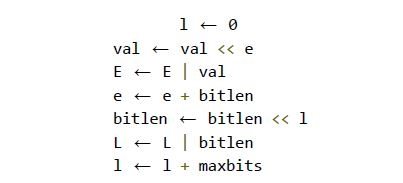 l ← 0
val ← val << e
E ← E | val
e ← e + bitlen
bitlen ← bitlen << l
L ← L | bitlen
l ← l + maxbits